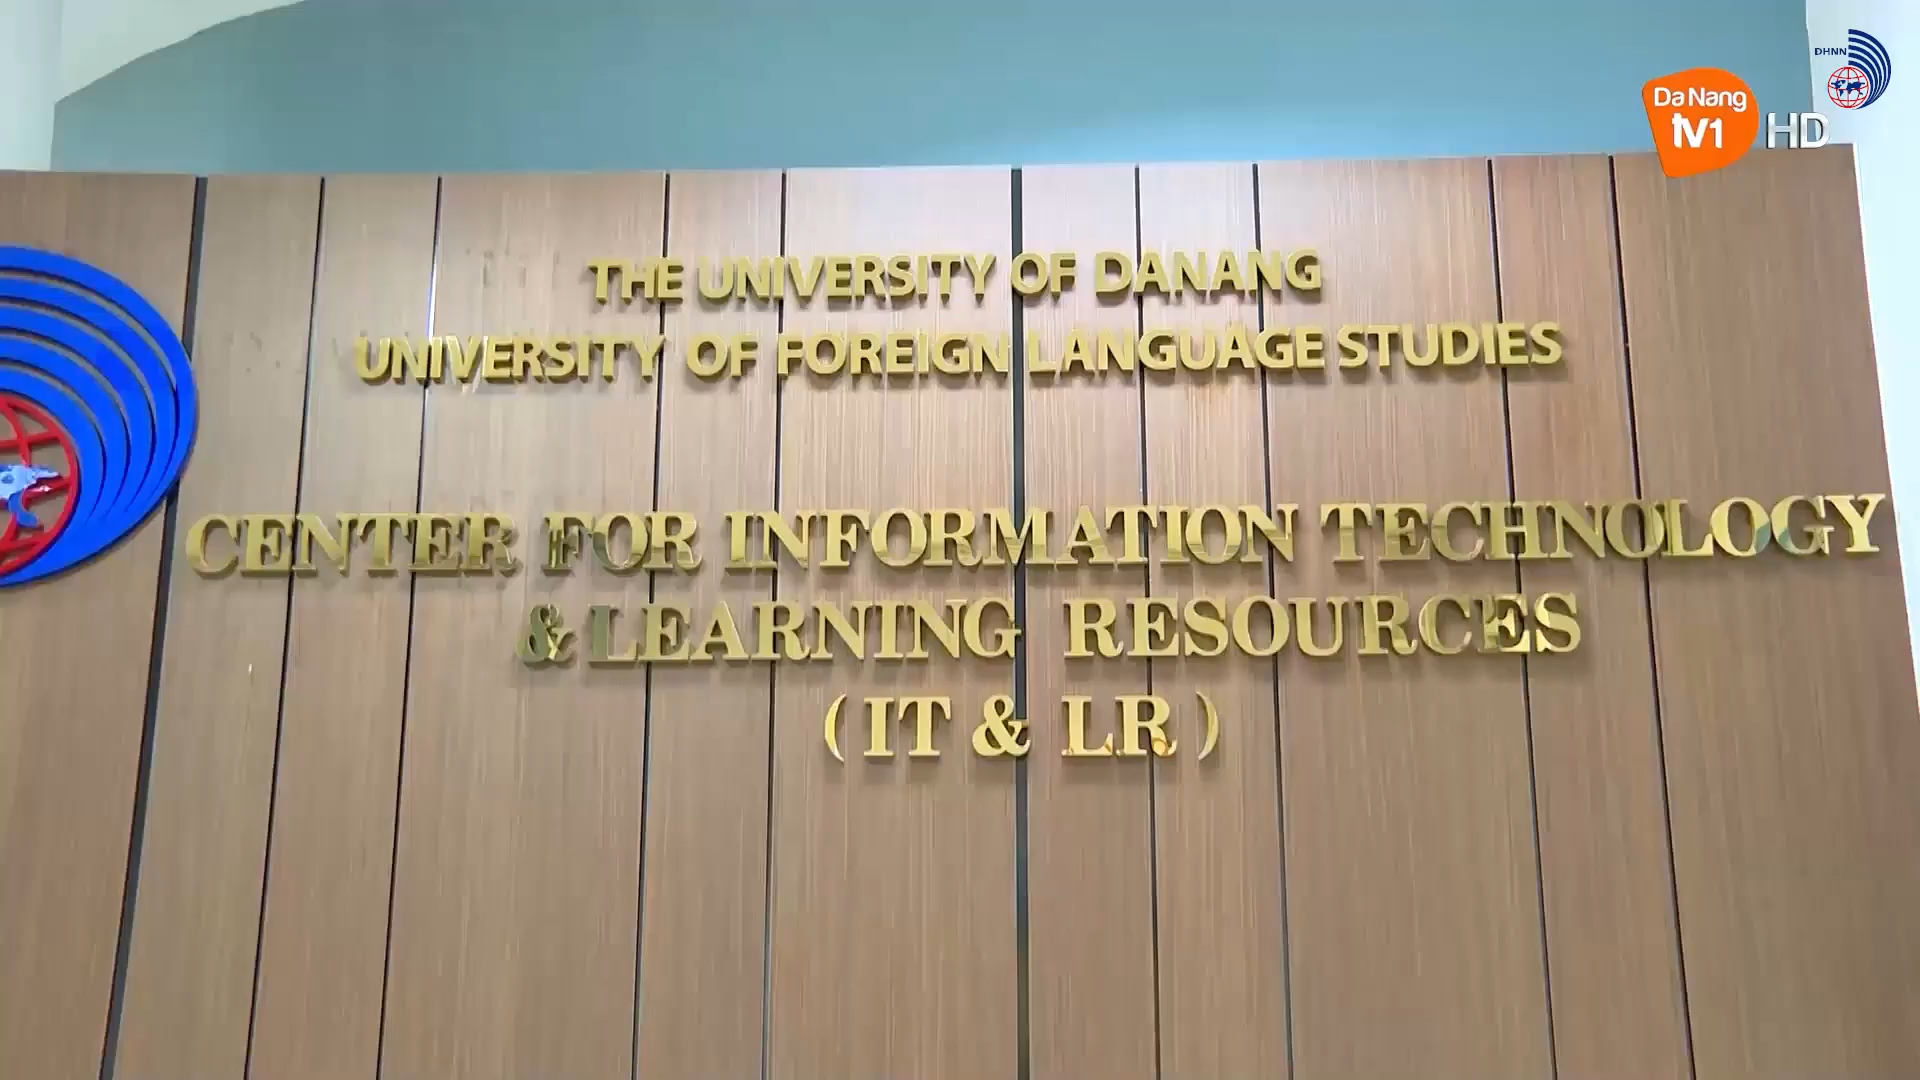 DHNN
Da Nang
tv1 HD
THE UNIVERSITY OF DANANG
UNIVERSITY OF FOREIGN LANGUAGE STUDIES
CENTER FOR INFORMATION TECHNOLOGY
& LEARNING RESOURCES
( IT & LR )